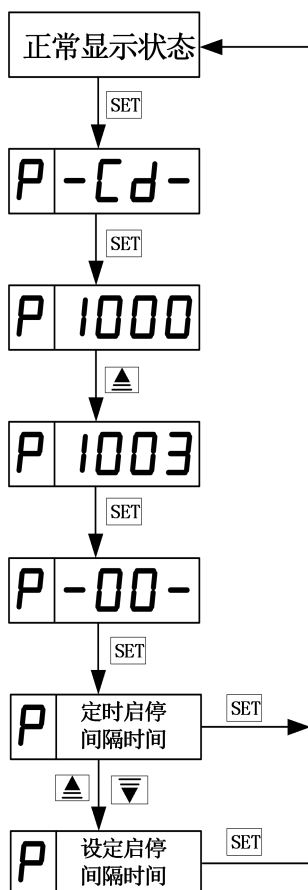 正常显示状态
SET
P -Cd-
SET
P 1000
P 1003
SET
P -00-
SET
P 定时启停
间隔时间
SET
P 设定启停
间隔时间
SET